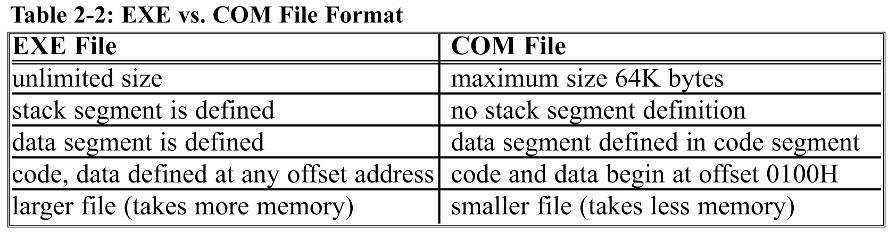 Table 2-2: EXE vs. COM File Format
EXE File COM File
unlimited size maximum size 64K bytes
stack segment is defined no stack segment definition
data segment is defined data segment defined in code segment
code, data defined at any offset address code and data begin at offset 0100H
larger file (takes more memory) smaller file (takes less memory)